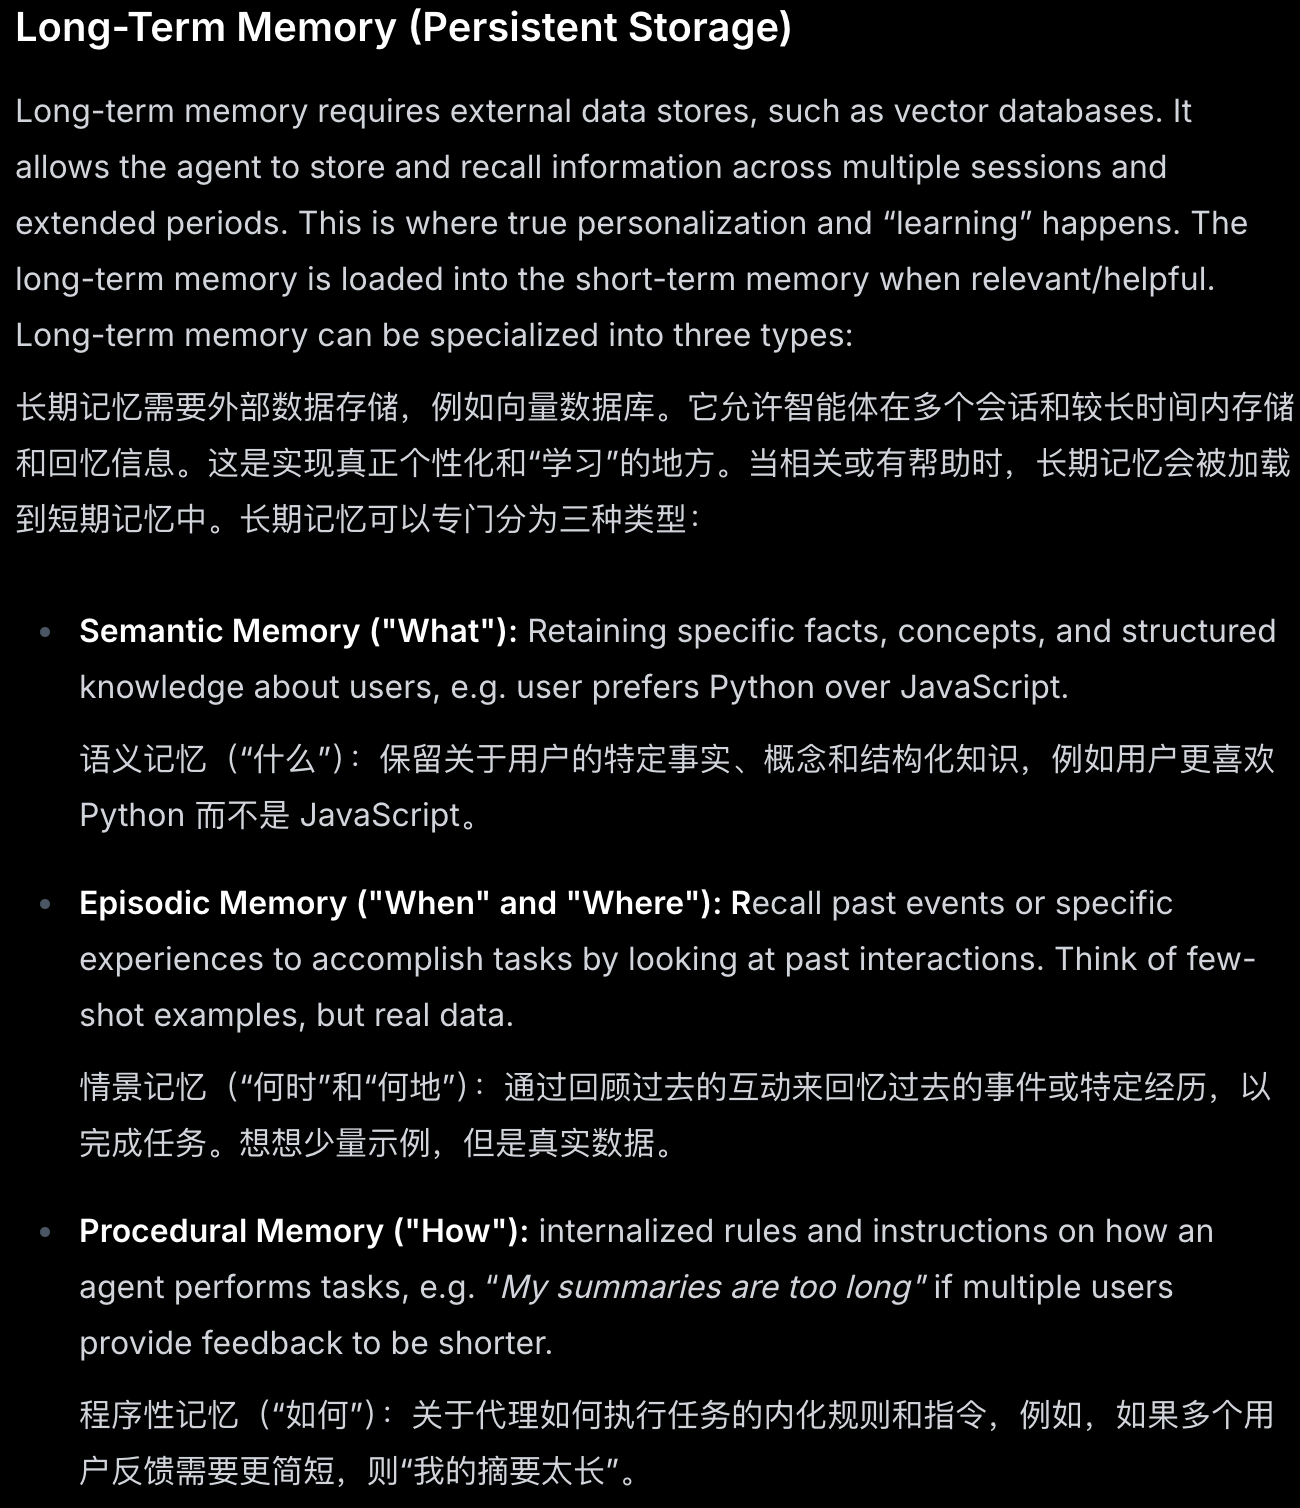 Long-Term Memory (Persistent Storage)
Long-term memory requires external data stores, such as vector databases. It
allows the agent to store and recall information across multiple sessions and
extended periods. This is where true personalization and “learning” happens. The
long-term memory is loaded into the short-term memory when relevant/helpful.
Long-term memory can be specialized into three types:
长期记忆需要外部数据存储，例如向量数据库。它允许智能体在多个会话和较长时间内存储
和回忆信息。这是实现真正个性化和“学习”的地方。当相关或有帮助时，长期记忆会被加载
到短期记忆中。长期记忆可以专门分为三种类型：
• Semantic Memory ("What"): Retaining specific facts, concepts, and structured
knowledge about users, e.g. user prefers Python over JavaScript.
语义记忆（“什么”）：保留关于用户的特定事实、概念和结构化知识，例如用户更喜欢
Python 而不是 JavaScript。
• Episodic Memory ("When" and "Where"): Recall past events or specific
experiences to accomplish tasks by looking at past interactions. Think of few-
shot examples, but real data.
情景记忆（“何时”和“何地”）：通过回顾过去的互动来回忆过去的事件或特定经历，以
完成任务。想想少量示例，但是真实数据。
• Procedural Memory ("How"): internalized rules and instructions on how an
agent performs tasks, e.g. “My summaries are too long” if multiple users
provide feedback to be shorter.
程序性记忆（“如何”）：关于代理如何执行任务的内化规则和指令，例如，如果多个用
户反馈需要更简短，则“我的摘要太长”。